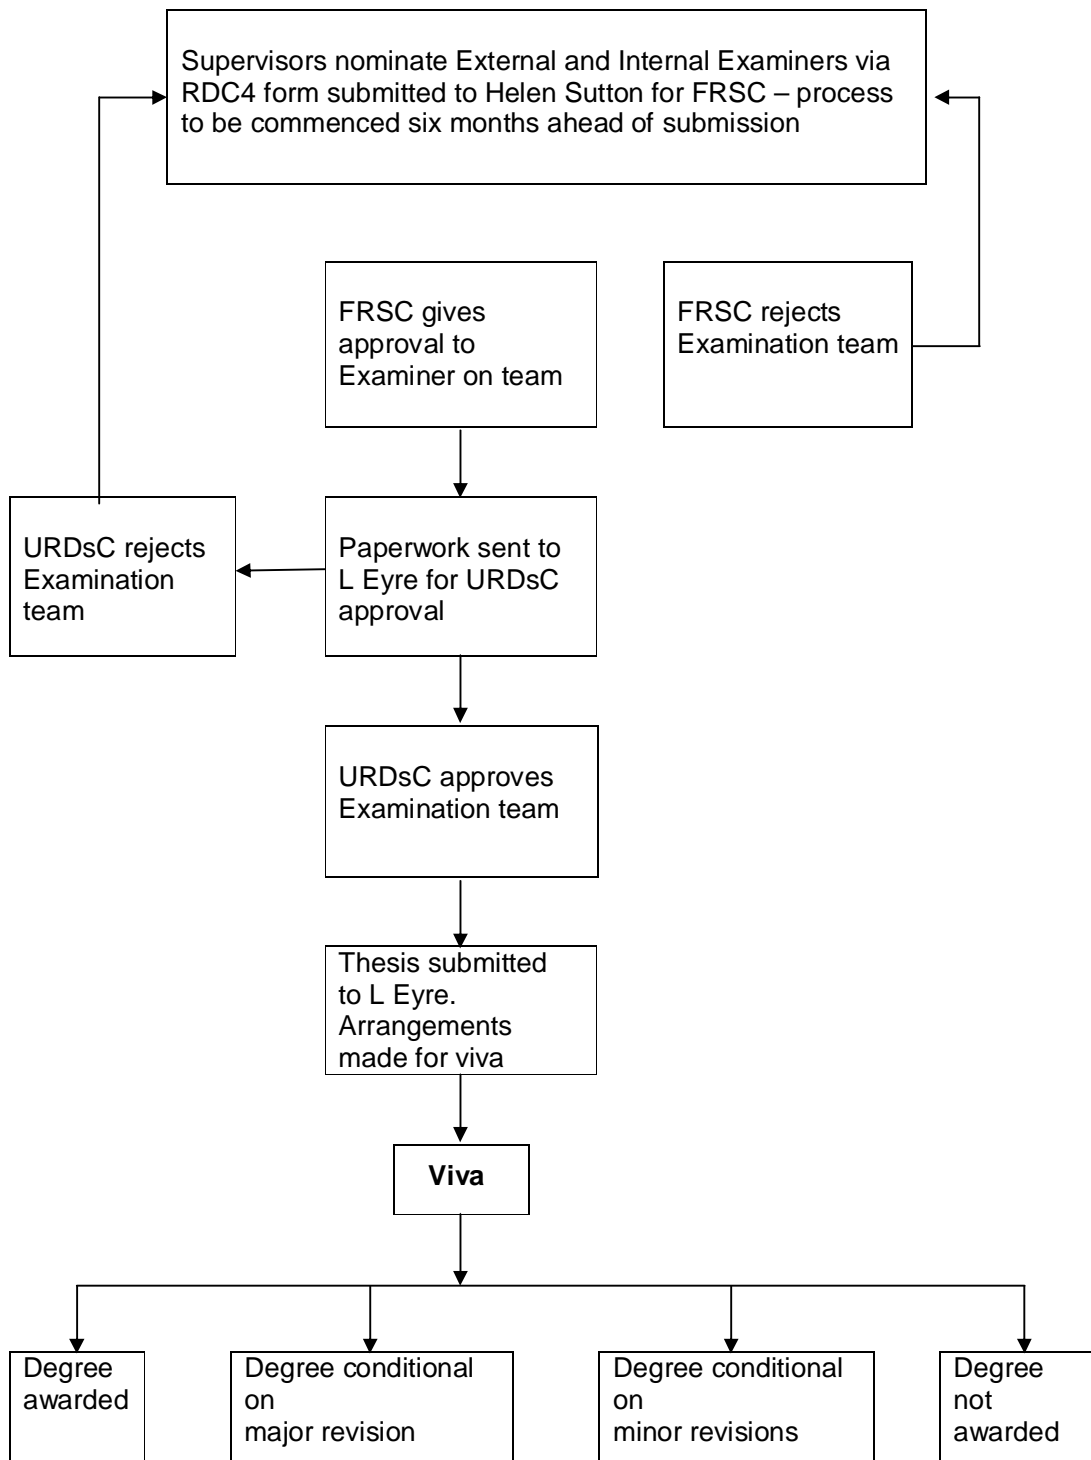 Supervisors nominate External and Internal Examiners via
RDC4 form submitted to Helen Sutton for FRSC – process
to be commenced six months ahead of submission
FRSC gives
approval to
Examiner on team
FRSC rejects
Examination team
URDsC rejects
Examination
team
Paperwork sent to
L Eyre for URDsC
approval
URDsC approves
Examination team
Thesis submitted
to L Eyre.
Arrangements
made for viva
Viva
Degree
awarded
Degree conditional
on
major revision
Degree conditional
on
minor revisions
Degree
not
awarded